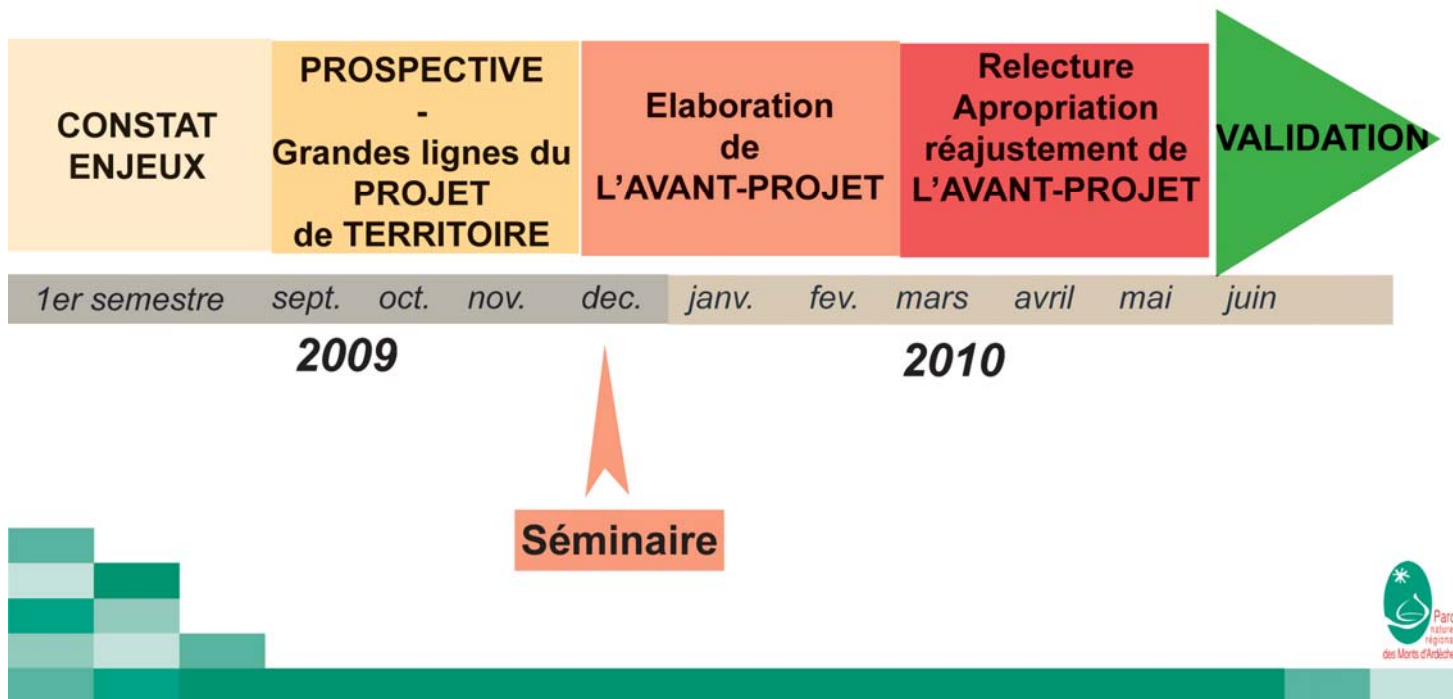 CONSTAT
ENJEUX
PROSPECTIVE
-
Grandes lignes du
PROJET
de TERRITOIRE
Elaboration
de
L'AVANT-PROJET
Relecture
Apropriation
réajustement de
L'AVANT-PROJET
VALIDATION
1er semestre sept. oct. nov. dec. janv. fev. mars avril mai juin
2009 2010
Séminaire
Parc
nature
régiona
des Monts d'Ardèche